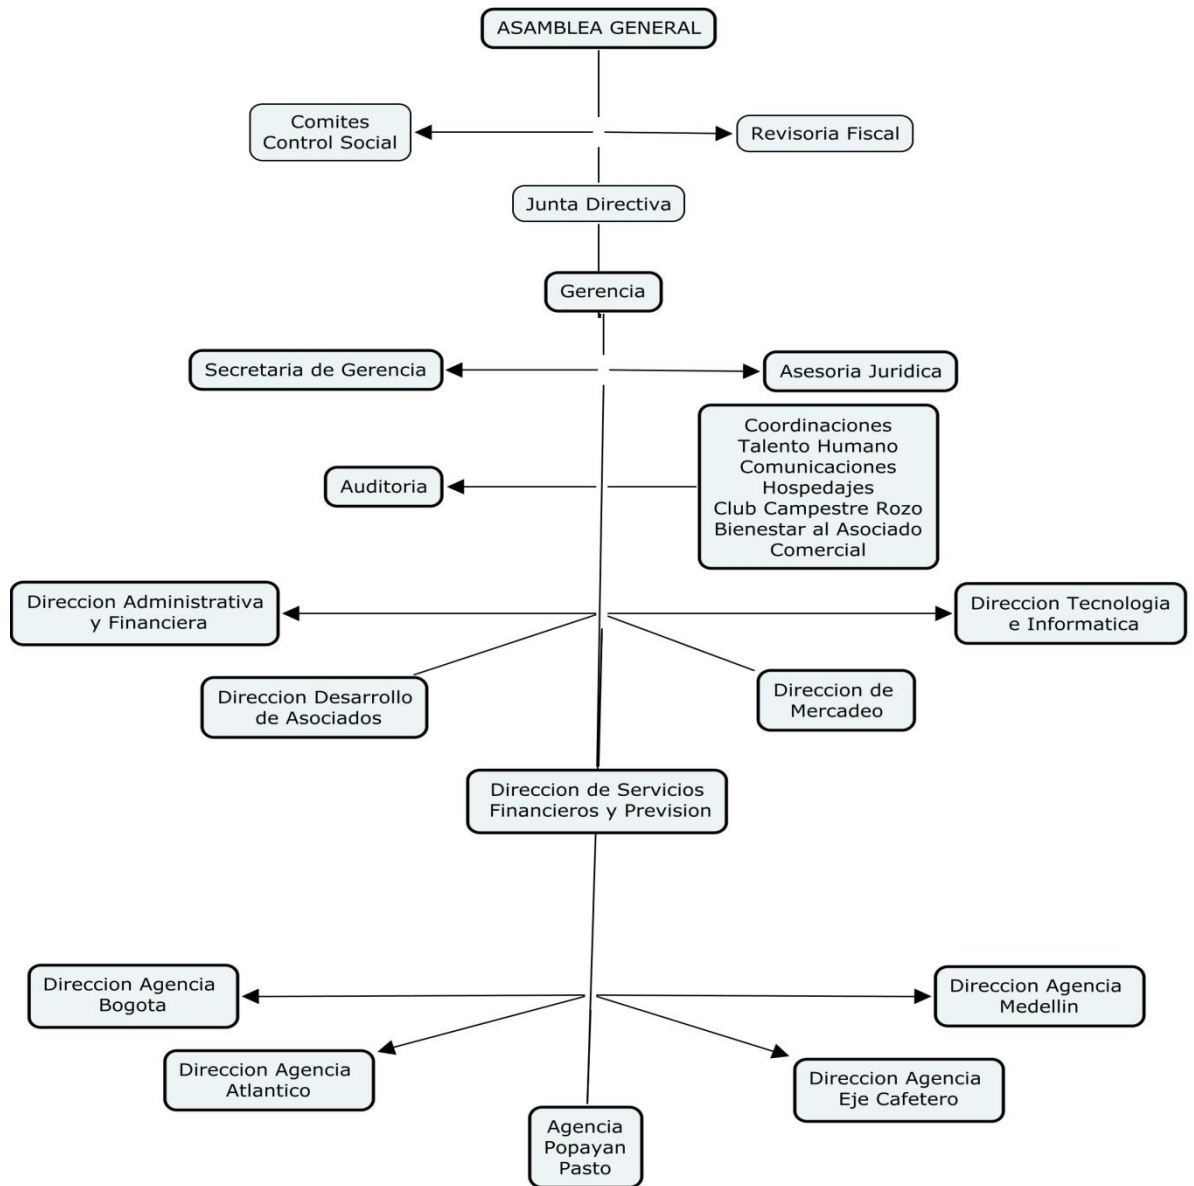 ASAMBLEA GENERAL
Comites
Control Social
Revisoria Fiscal
Junta Directiva
Gerencia
Secretaria de Gerencia
Asesoria Juridica
Coordinaciones
Talento Humano
Comunicaciones
Hospedajes
Club Campestre Rozo
Bienestar al Asociado
Comercial
Auditoria
Direccion Administrativa
y Financiera
Direccion Tecnologia
e Informatica
Direccion Desarrollo
de Asociados
Direccion de
Mercadeo
Direccion de Servicios
Financieros y Prevision
Direccion Agencia
Bogota
Direccion Agencia
Medellin
Direccion Agencia
Atlantico
Direccion Agencia
Eje Cafetero
Agencia
Popayan
Pasto